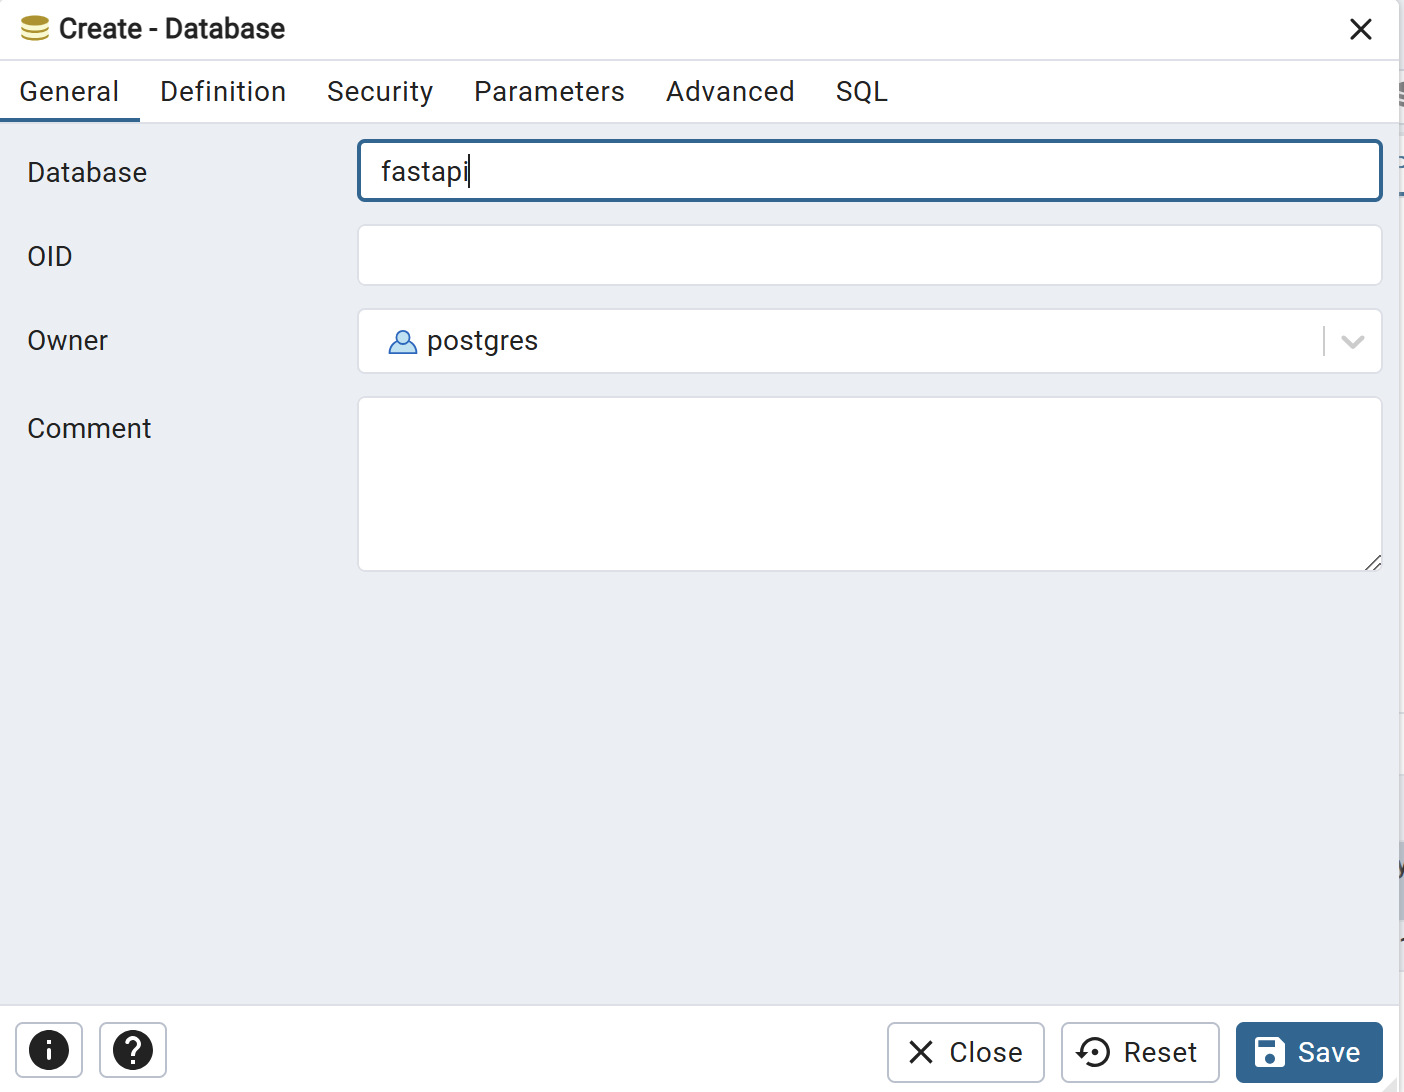 Create - Database
General Definition Security Parameters Advanced SQL
Database fastapi
OID
Owner postgres
Comment
Close Reset Save